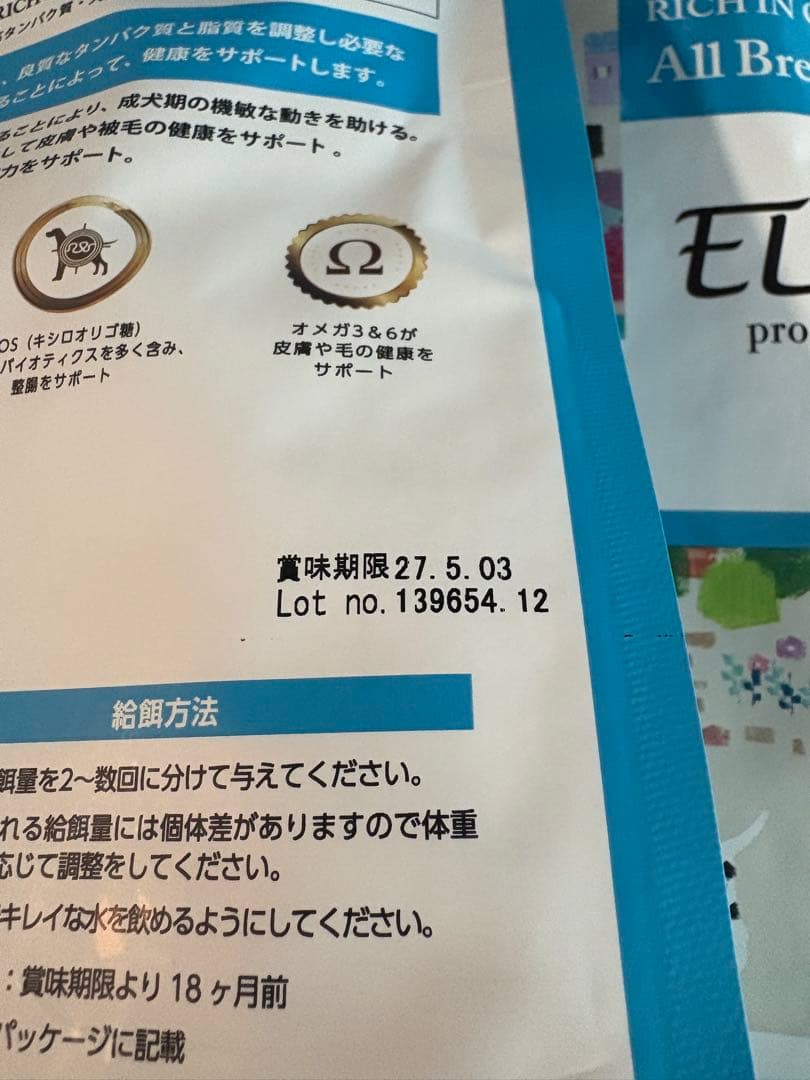 RICH
タンパク質・
、良質なタンパク質と脂質を調整し必要な
ることによって、健康をサポートします。
ることにより、成犬期の機敏な動きを助ける。
して皮膚や被毛の健康をサポート。
力をサポート。
OS（キシロオリゴ糖）
バイオティクスを多く含み、
整腸をサポート
Ω
オメガ3＆6が
皮膚や毛の健康を
サポート
賞味期限27.5.03
Lot no.139654.12
給餌方法
餌量を2〜数回に分けて与えてください。
れる給餌量には個体差がありますので体重
応じて調整をしてください。
キレイな水を飲めるようにしてください。
：賞味期限より18ヶ月前
パッケージに記載
RICH IN
All Bre
EU
pro